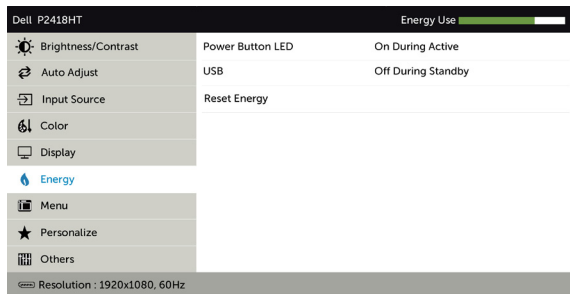 Dell P2418HT Energy Use
Brightness/Contrast Power Button LED On During Active
Auto Adjust USB Off During Standby
Input Source Reset Energy
Color
Display
Energy
Menu
Personalize
Others
Resolution : 1920x1080, 60Hz